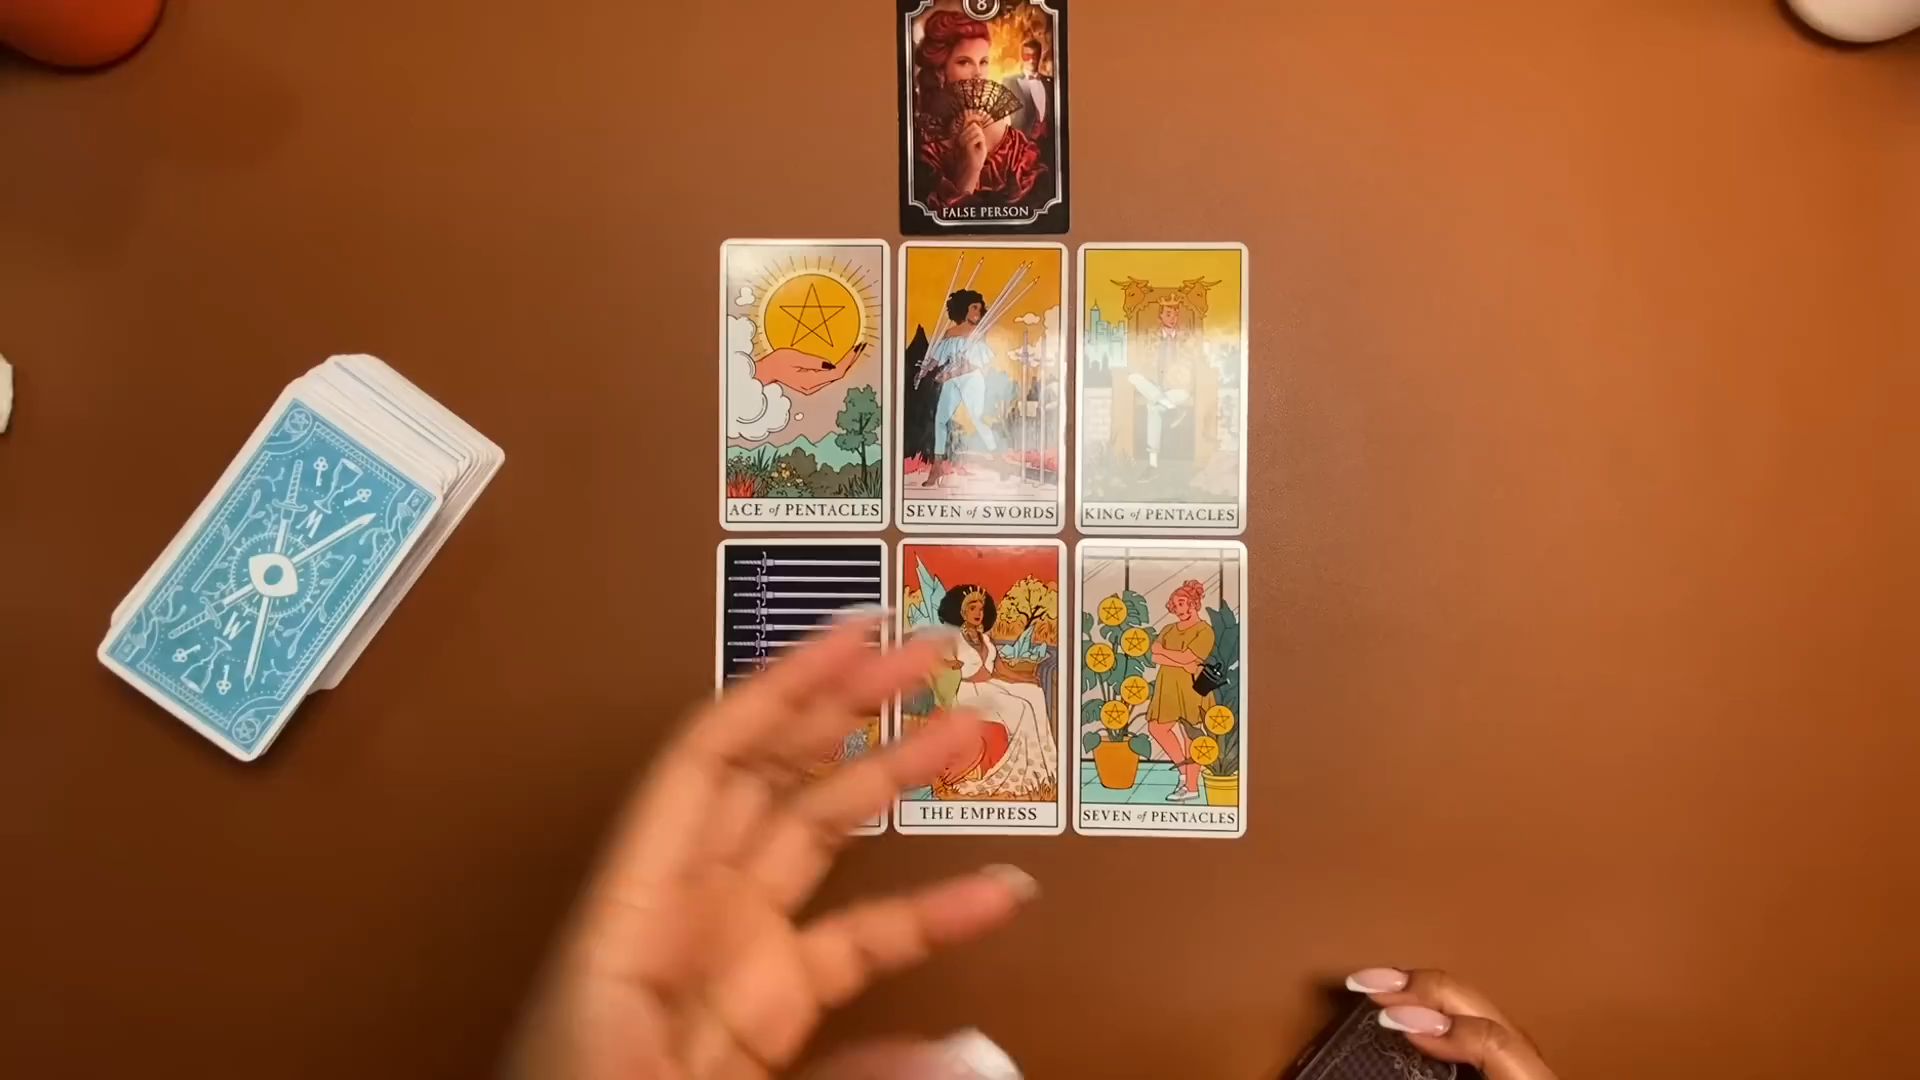 8
FALSE PERSON
ACE of PENTACLES
SEVEN of SWORDS
KING of PENTACLES
M
W
THE EMPRESS
SEVEN of PENTACLES